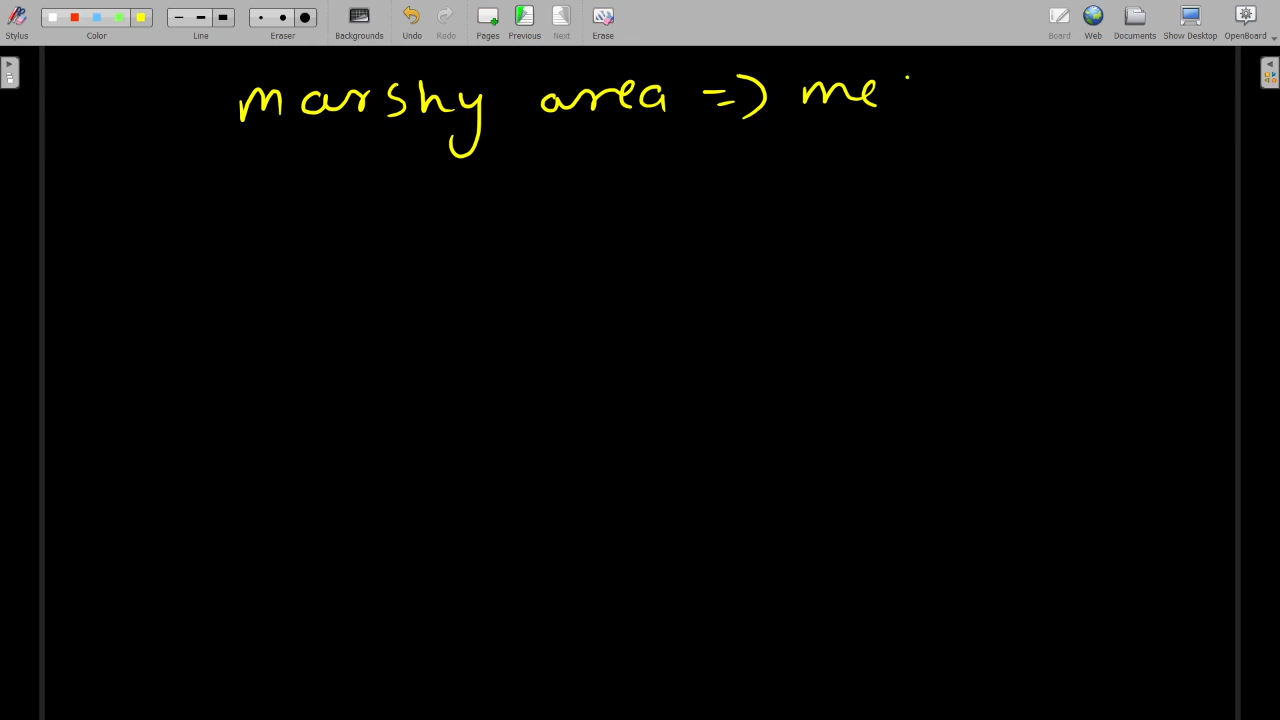 Stylus
Color
Line
Eraser
Backgrounds
Undo
Redo
Pages
Previous
Next
Erase
Board
Web
Documents
Show Desktop
OpenBoard
marshy area => me